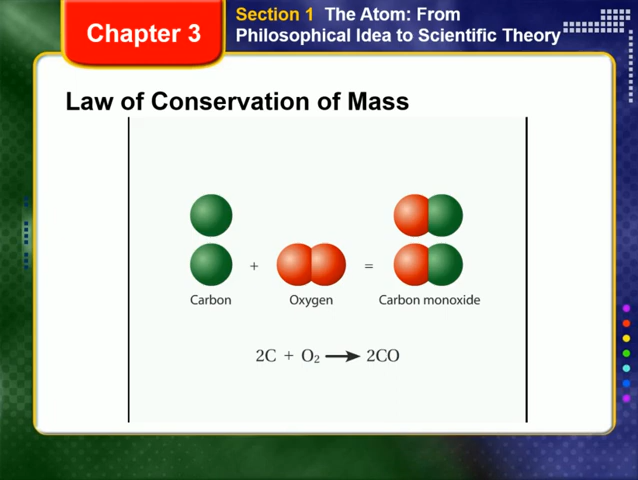 Chapter 3
Section 1 The Atom: From
Philosophical Idea to Scientific Theory
Law of Conservation of Mass
+ =
Carbon Oxygen Carbon monoxide
2C + O₂ ⟶ 2CO